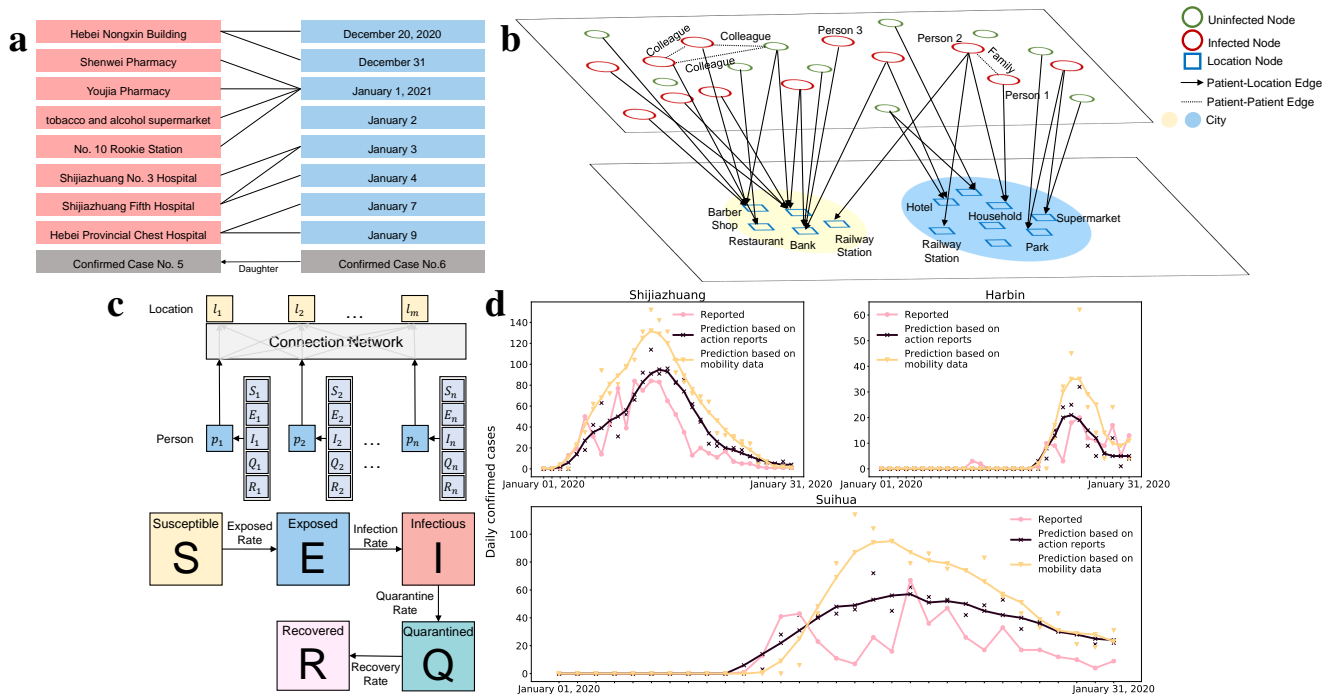 a
Hebei Nongxin Building
December 20, 2020
Shenwei Pharmacy
December 31
Youjia Pharmacy
January 1, 2021
tobacco and alcohol supermarket
January 2
No. 10 Rookie Station
January 3
Shijiazhuang No. 3 Hospital
January 4
Shijiazhuang Fifth Hospital
January 7
Hebei Provincial Chest Hospital
January 9
Confirmed Case No. 5
Daughter
Confirmed Case No.6
b
Colleague
Colleague
Colleague
Person 3
Person 2
Family
Person 1
Barber
Shop
Restaurant
Bank
Railway
Station
Hotel
Household
Supermarket
Railway
Station
Park
Uninfected Node
Infected Node
Location Node
Patient-Location Edge
Patient-Patient Edge
City
c
Location
l1
l2
...
lm
Connection Network
Person
p1
S1
E1
I1
Q1
R1
p2
S2
E2
I2
Q2
R2
...
...
pn
Sn
En
In
Qn
Rn
Susceptible
S
Exposed
Rate
Exposed
E
Infection
Rate
Infectious
I
Quarantine
Rate
Quarantined
Q
Recovery
Rate
Recovered
R
d
Daily confirmed cases
Shijiazhuang
140
120
100
80
60
40
20
0
Reported
Prediction based on
action reports
Prediction based on
mobility data
January 01, 2020
January 31, 2020
Harbin
60
50
40
30
20
10
0
Reported
Prediction based on
action reports
Prediction based on
mobility data
January 01, 2020
January 31, 2020
Suihua
100
80
60
40
20
0
Reported
Prediction based on
action reports
Prediction based on
mobility data
January 01, 2020
January 31, 2020